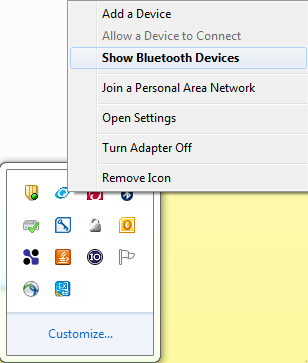 Add a Device
Allow a Device to Connect
Show Bluetooth Devices
Join a Personal Area Network
Open Settings
Turn Adapter Off
Remove Icon
IO
Customize...